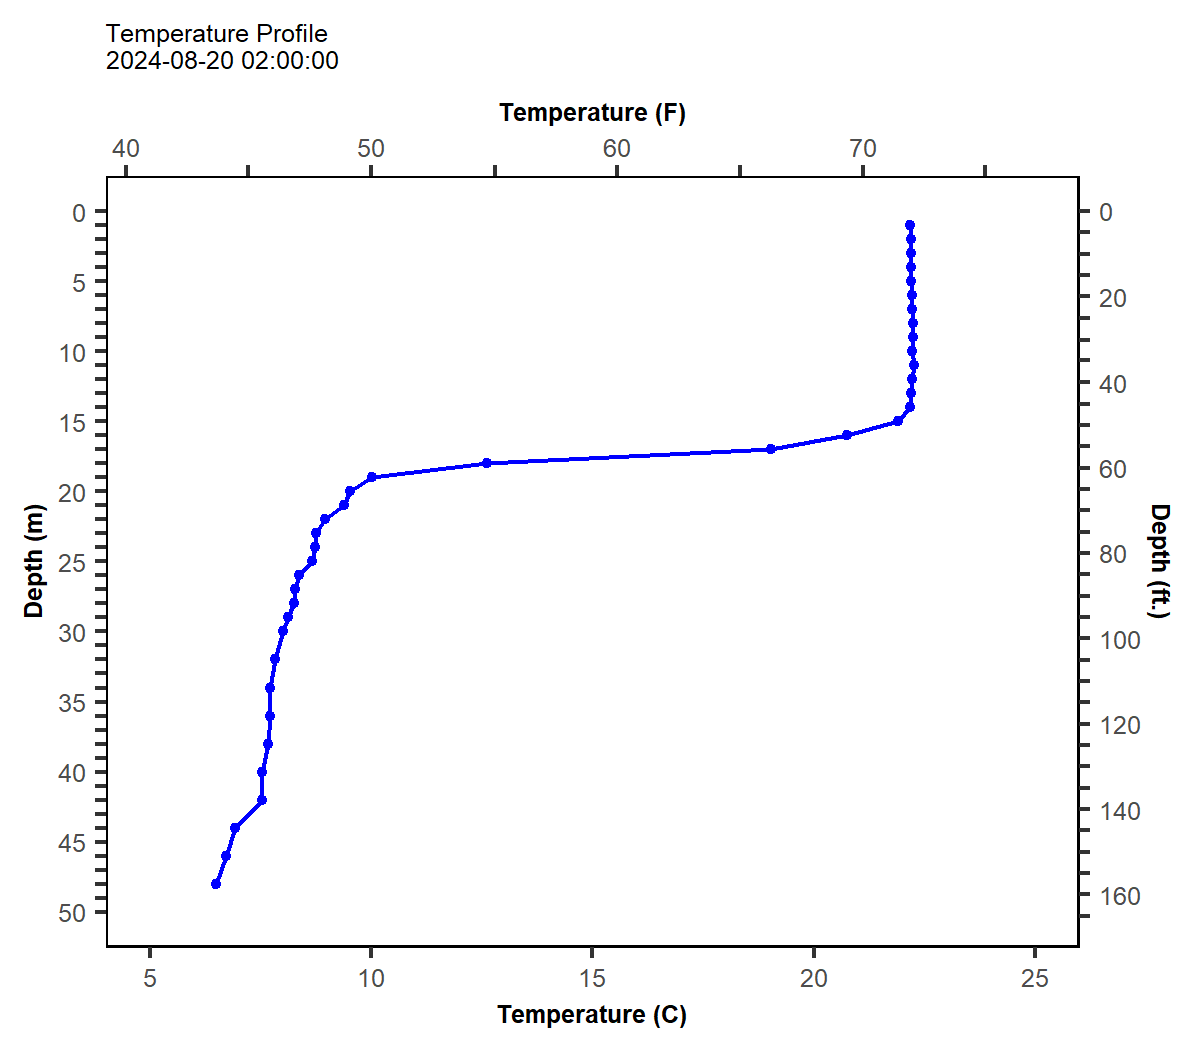 Temperature Profile
2024-08-20 02:00:00
Temperature (F)
40 50 60 70
0 0
5 20
10 40
15 60
20 80
25 100
30 120
35 140
40 160
45
50
Depth (m)
Depth (ft.)
5 10 15 20 25
Temperature (C)